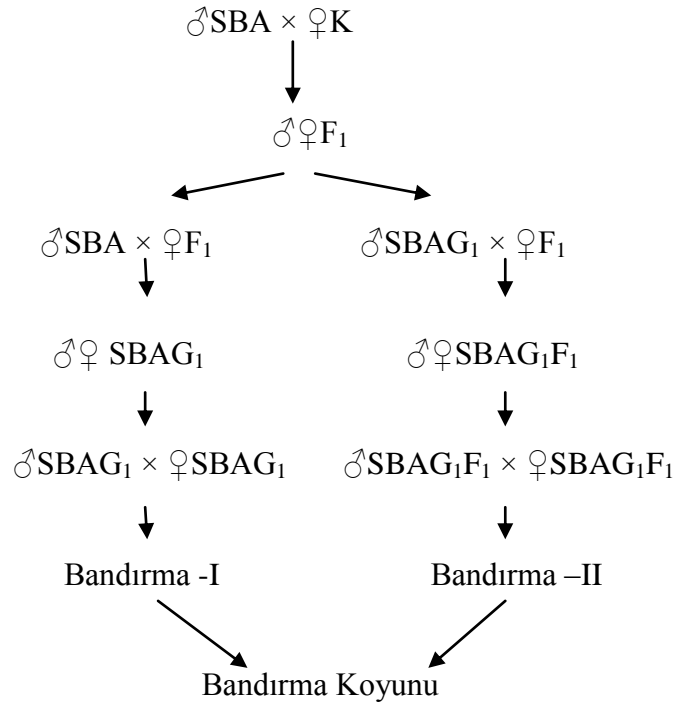 ♂SBA × ♀K
♂♀F₁
♂SBA × ♀F₁
♂SBAG₁ × ♀F₁
♂♀ SBAG₁
♂♀SBAG₁F₁
♂SBAG₁ × ♀SBAG₁
♂SBAG₁F₁ × ♀SBAG₁F₁
Bandırma -I
Bandırma –II
Bandırma Koyunu